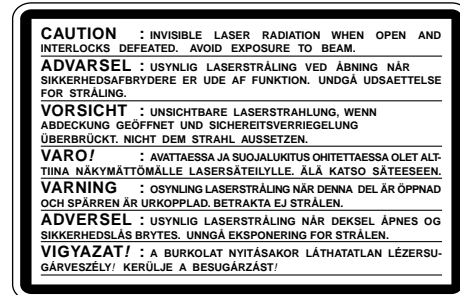 CAUTION : INVISIBLE LASER RADIATION WHEN OPEN AND
INTERLOCKS DEFEATED. AVOID EXPOSURE TO BEAM.
ADVARSEL : USYNLIG LASERSTRÅLING VED ÅBNING NÅR
SIKKERHEDSAFBRYDERE ER UDE AF FUNKTION. UNDGÅ UDSAETTELSE
FOR STRÅLING.
VORSICHT : UNSICHTBARE LASERSTRAHLUNG, WENN
ABDECKUNG GEÖFFNET UND SICHEREITSVERRIEGELUNG
ÜBERBRÜCKT. NICHT DEM STRAHL AUSSETZEN.
VARO! : AVATTAESSA JA SUOJALUKITUS OHITETTAESSA OLET ALT-
TIINA NÄKYMÄTTÖMÄLLE LASERSÄTEILYLLE. ÄLÄ KATSO SÄTEESEEN.
VARNING : OSYNLING LASERSTRÅLING NÅR DENNA DEL ÄR ÖPPNAD
OCH SPÄRREN ÄR URKOPPLAD. BETRAKTA EJ STRÅLEN.
ADVERSEL : USYNLIG LASERSTRÅLING NÅR DEKSEL ÅPNES OG
SIKKERHEDSLÅS BRYTES. UNNGÅ EKSPONERING FOR STRÅLEN.
VIGYAZAT! : A BURKOLAT NYITÁSAKOR LÁTHATATLAN LÉZERSU-
GÁRVESZÉLY! KERÜLJE A BESUGÁRZÁST!